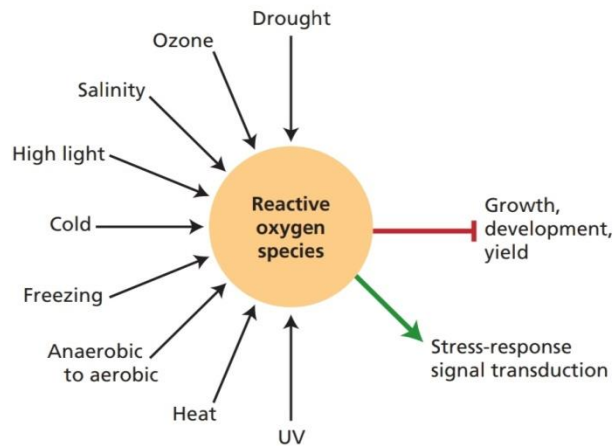 Drought
Ozone
Salinity
High light
Cold
Freezing
Anaerobic
to aerobic
Heat
UV
Reactive
oxygen
species
Growth,
development,
yield
Stress-response
signal transduction